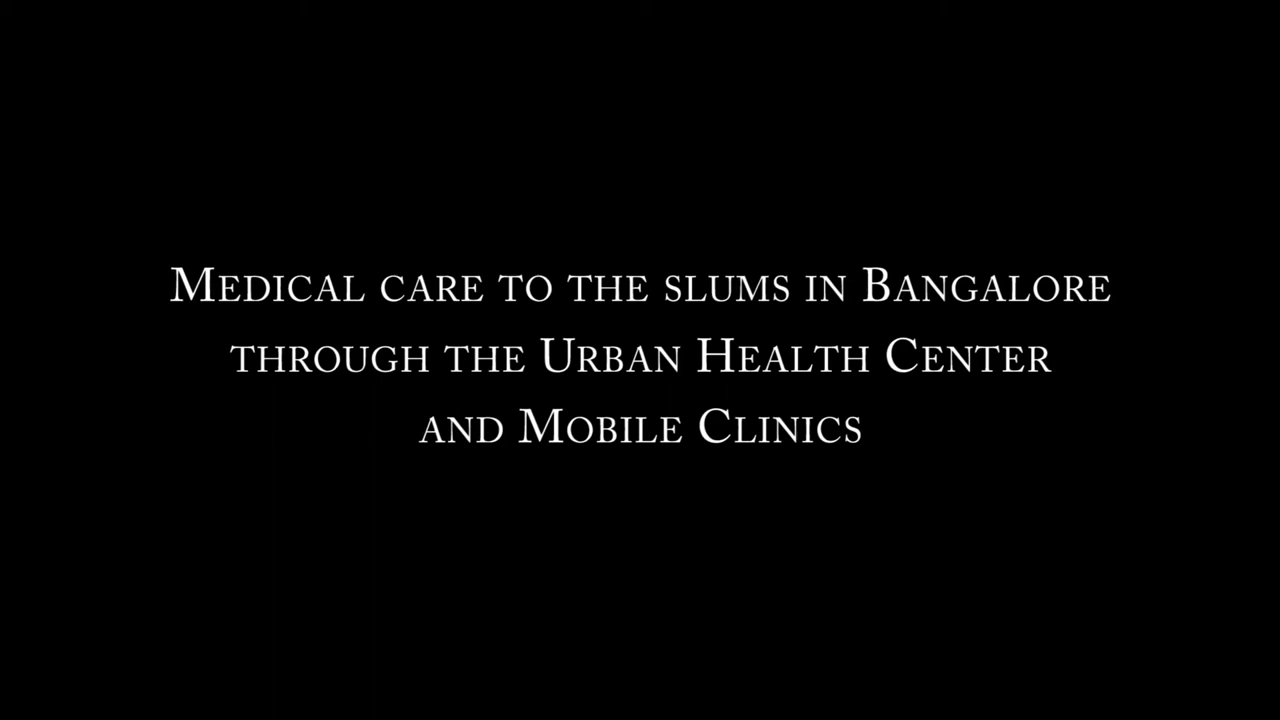 Medical care to the slums in Bangalore
through the Urban Health Center
and Mobile Clinics